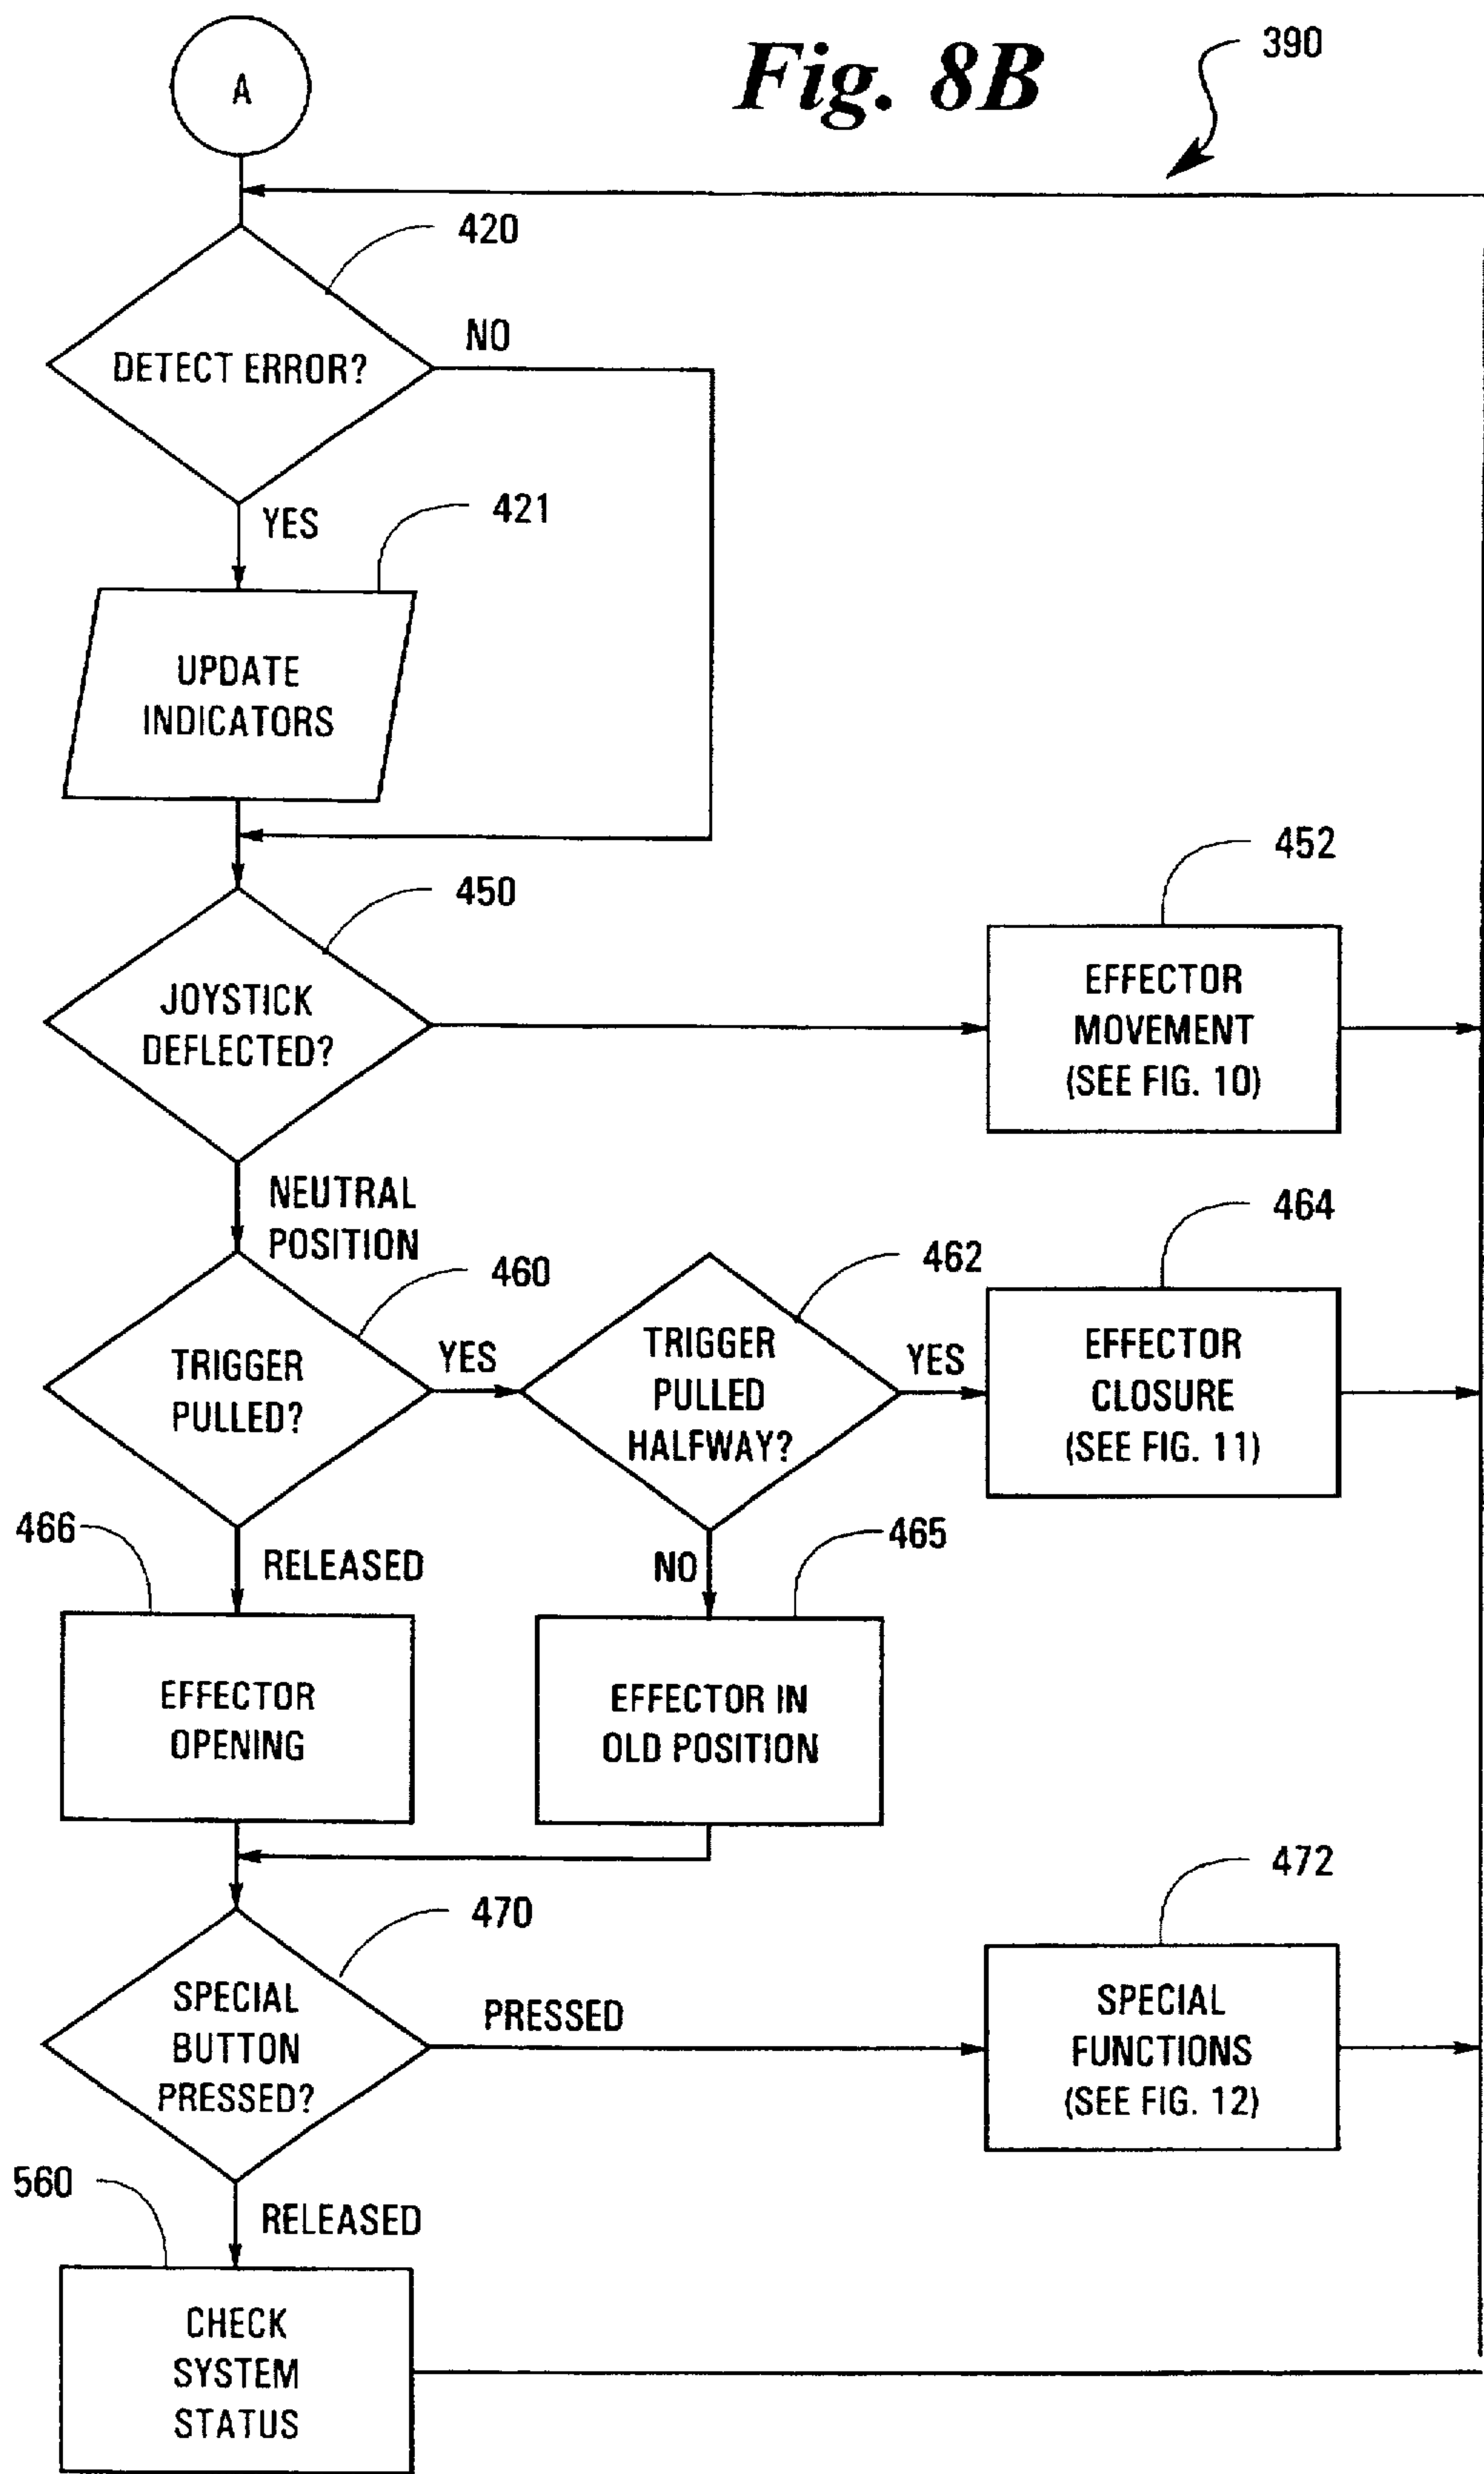 Fig. 8B
390
A
420
DETECT ERROR?
NO
YES
421
UPDATE
INDICATORS
450
JOYSTICK
DEFLECTED?
452
EFFECTOR
MOVEMENT
(SEE FIG. 10)
NEUTRAL
POSITION
460
TRIGGER
PULLED?
YES
462
TRIGGER
PULLED
HALFWAY?
YES
464
EFFECTOR
CLOSURE
(SEE FIG. 11)
466
RELEASED
NO
465
EFFECTOR
OPENING
EFFECTOR IN
OLD POSITION
470
SPECIAL
BUTTON
PRESSED?
PRESSED
472
SPECIAL
FUNCTIONS
(SEE FIG. 12)
560
RELEASED
CHECK
SYSTEM
STATUS